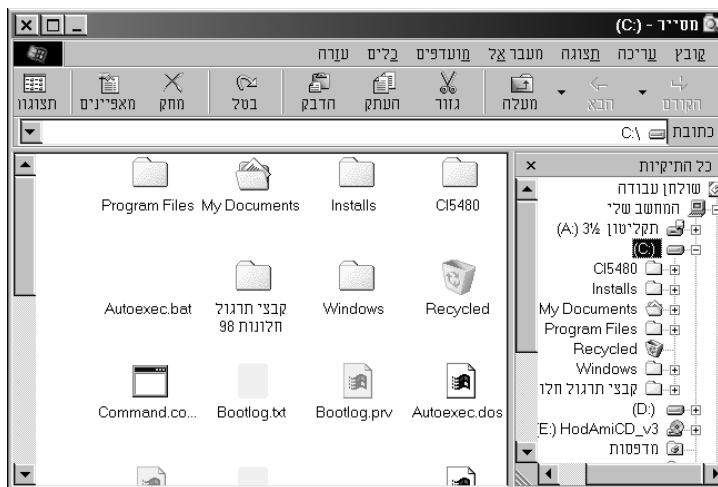 מסייר - (C:)
קובץ עריכה תצוגה מעבר אל מועדפים כלים עזרה
הקודם הבא מעלה גזור העתק הדבק בטל מחק מאפיינים תצוגות
כתובת C:\
כל התיקיות
שולחן עבודה
המחשב שלי
תקליטון 3½ (A:)
(C:)
CI5480
Installs
My Documents
Program Files
Recycled
Windows
קבצי תרגול חלו
(D:)
E:) HodAmiCD_v3
מדפסות
CI5480 Installs My Documents Program Files
Recycled Windows קבצי תרגול חלונות 98 Autoexec.bat
Autoexec.dos Bootlog.prv Bootlog.txt Command.co...